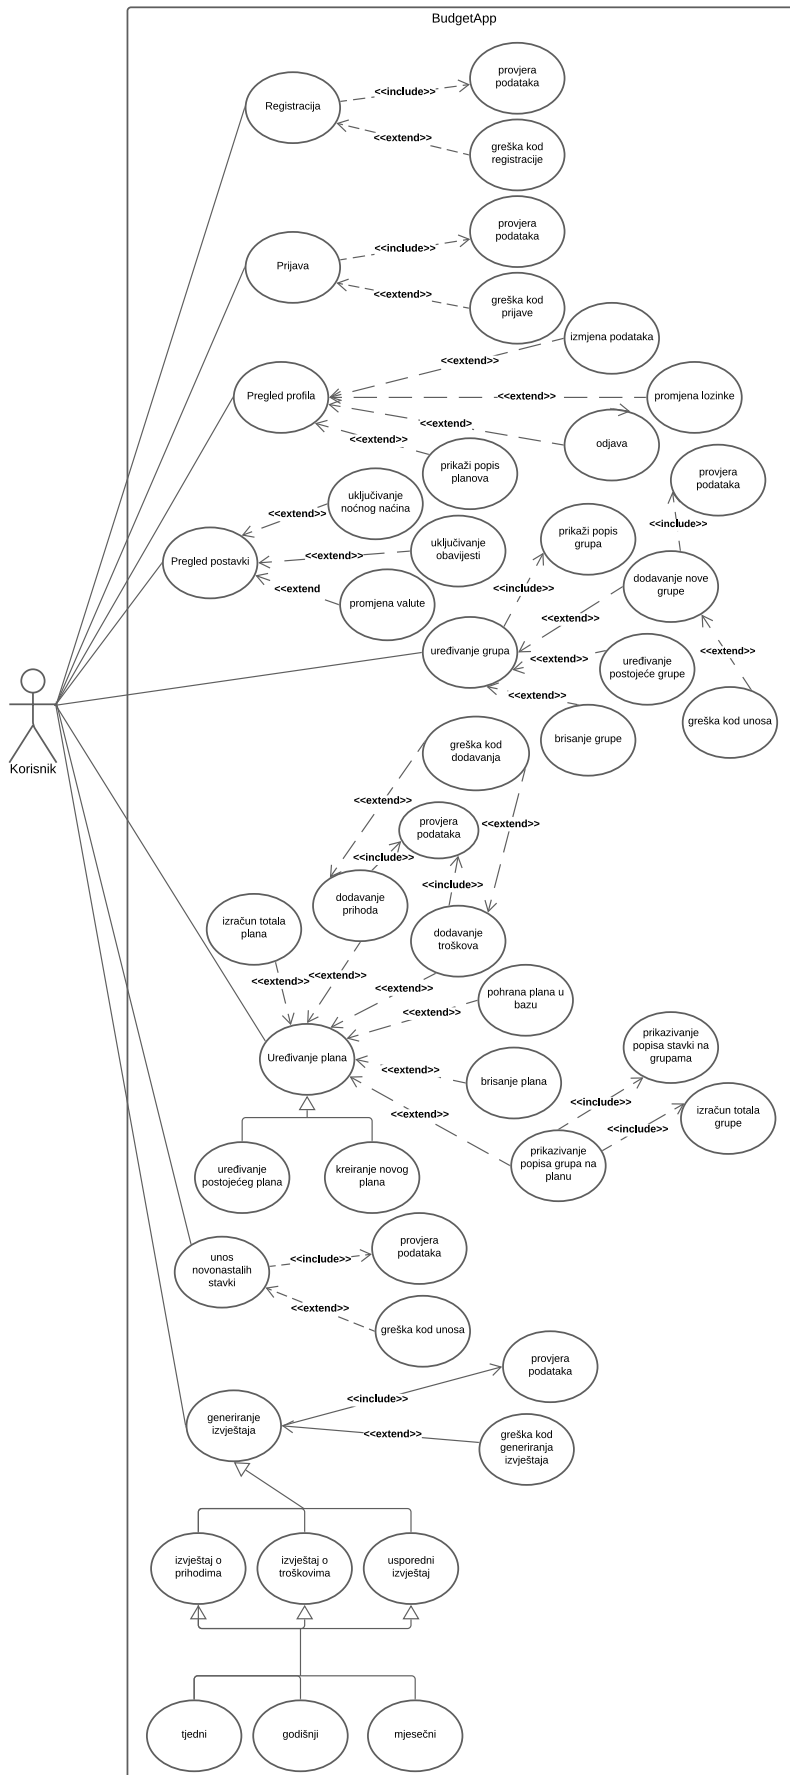 BudgetApp
Registracija
<<include>>
provjera
podataka
<<extend>>
greška kod
registracije
Prijava
<<include>>
provjera
podataka
<<extend>>
greška kod
prijave
Pregled profila
<<extend>>
izmjena podataka
<<extend>>
promjena lozinke
<<extend>>
odjava
<<extend>>
prikaži popis
planova
Pregled postavki
<<extend>>
uključivanje
noćnog naćina
<<extend>>
uključivanje
obavijesti
<<extend
promjena valute
uređivanje grupa
<<include>>
prikaži popis
grupa
<<extend>>
dodavanje nove
grupe
<<include>>
provjera
podataka
<<extend>>
greška kod unosa
<<extend>>
uređivanje
postojeće grupe
<<extend>>
brisanje grupe
Korisnik
greška kod
dodavanja
<<extend>>
<<extend>>
provjera
podataka
<<include>>
<<include>>
dodavanje
prihoda
dodavanje
troškova
izračun totala
plana
<<extend>>
<<extend>>
<<extend>>
pohrana plana u
bazu
<<extend>>
Uređivanje plana
<<extend>>
brisanje plana
<<extend>>
prikazivanje
popisa grupa na
planu
<<include>>
prikazivanje
popisa stavki na
grupama
<<include>>
izračun totala
grupe
uređivanje
postojećeg plana
kreiranje novog
plana
unos
novonastalih
stavki
<<include>>
provjera
podataka
<<extend>>
greška kod unosa
generiranje
izvještaja
<<include>>
provjera
podataka
<<extend>>
greška kod
generiranja
izvještaja
izvještaj o
prihodima
izvještaj o
troškovima
usporedni
izvještaj
tjedni
godišnji
mjesečni